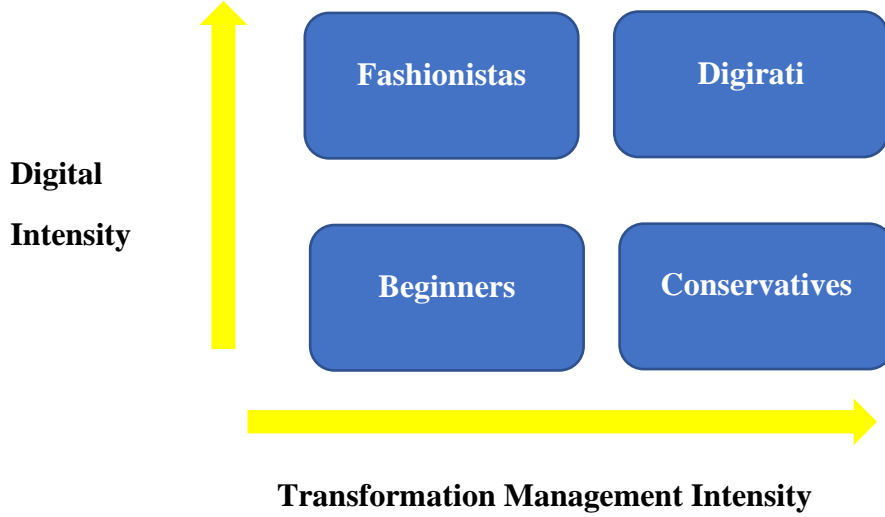 Fashionistas
Digirati
Digital
Intensity
Beginners
Conservatives
Transformation Management Intensity